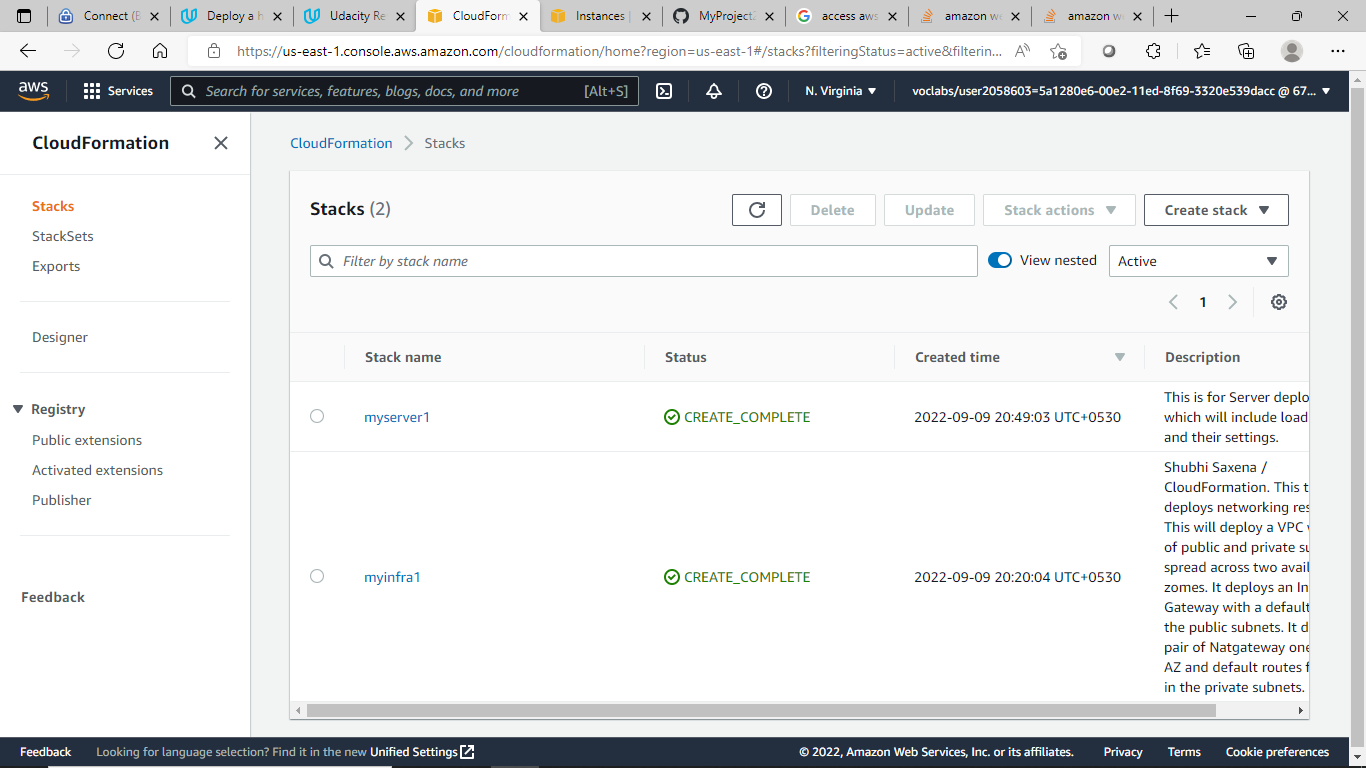 Connect (B
Deploy a h
Udacity Re
CloudForm
Instances |
MyProject
access aws
amazon we
amazon we
https://us-east-1.console.aws.amazon.com/cloudformation/home?region=us-east-1#/stacks?filteringStatus=active&filterin...
aws
Services
Search for services, features, blogs, docs, and more
[Alt+S]
N. Virginia
voclabs/user2058603=5a1280e6-00e2-11ed-8f69-3320e539dacc @ 67...
CloudFormation
CloudFormation
Stacks
Stacks
StackSets
Exports
Designer
Registry
Public extensions
Activated extensions
Publisher
Feedback
Stacks (2)
Delete
Update
Stack actions
Create stack
Filter by stack name
View nested
Active
1
Stack name
Status
Created time
Description
myserver1
CREATE_COMPLETE
2022-09-09 20:49:03 UTC+0530
This is for Server deplo
which will include load
and their settings.
myinfra1
CREATE_COMPLETE
2022-09-09 20:20:04 UTC+0530
Shubhi Saxena /
CloudFormation. This t
deploys networking res
This will deploy a VPC
of public and private su
spread across two avail
zomes. It deploys an In
Gateway with a default
the public subnets. It d
pair of Natgateway one
AZ and default routes f
in the private subnets.
Feedback
Looking for language selection? Find it in the new Unified Settings
© 2022, Amazon Web Services, Inc. or its affiliates.
Privacy
Terms
Cookie preferences